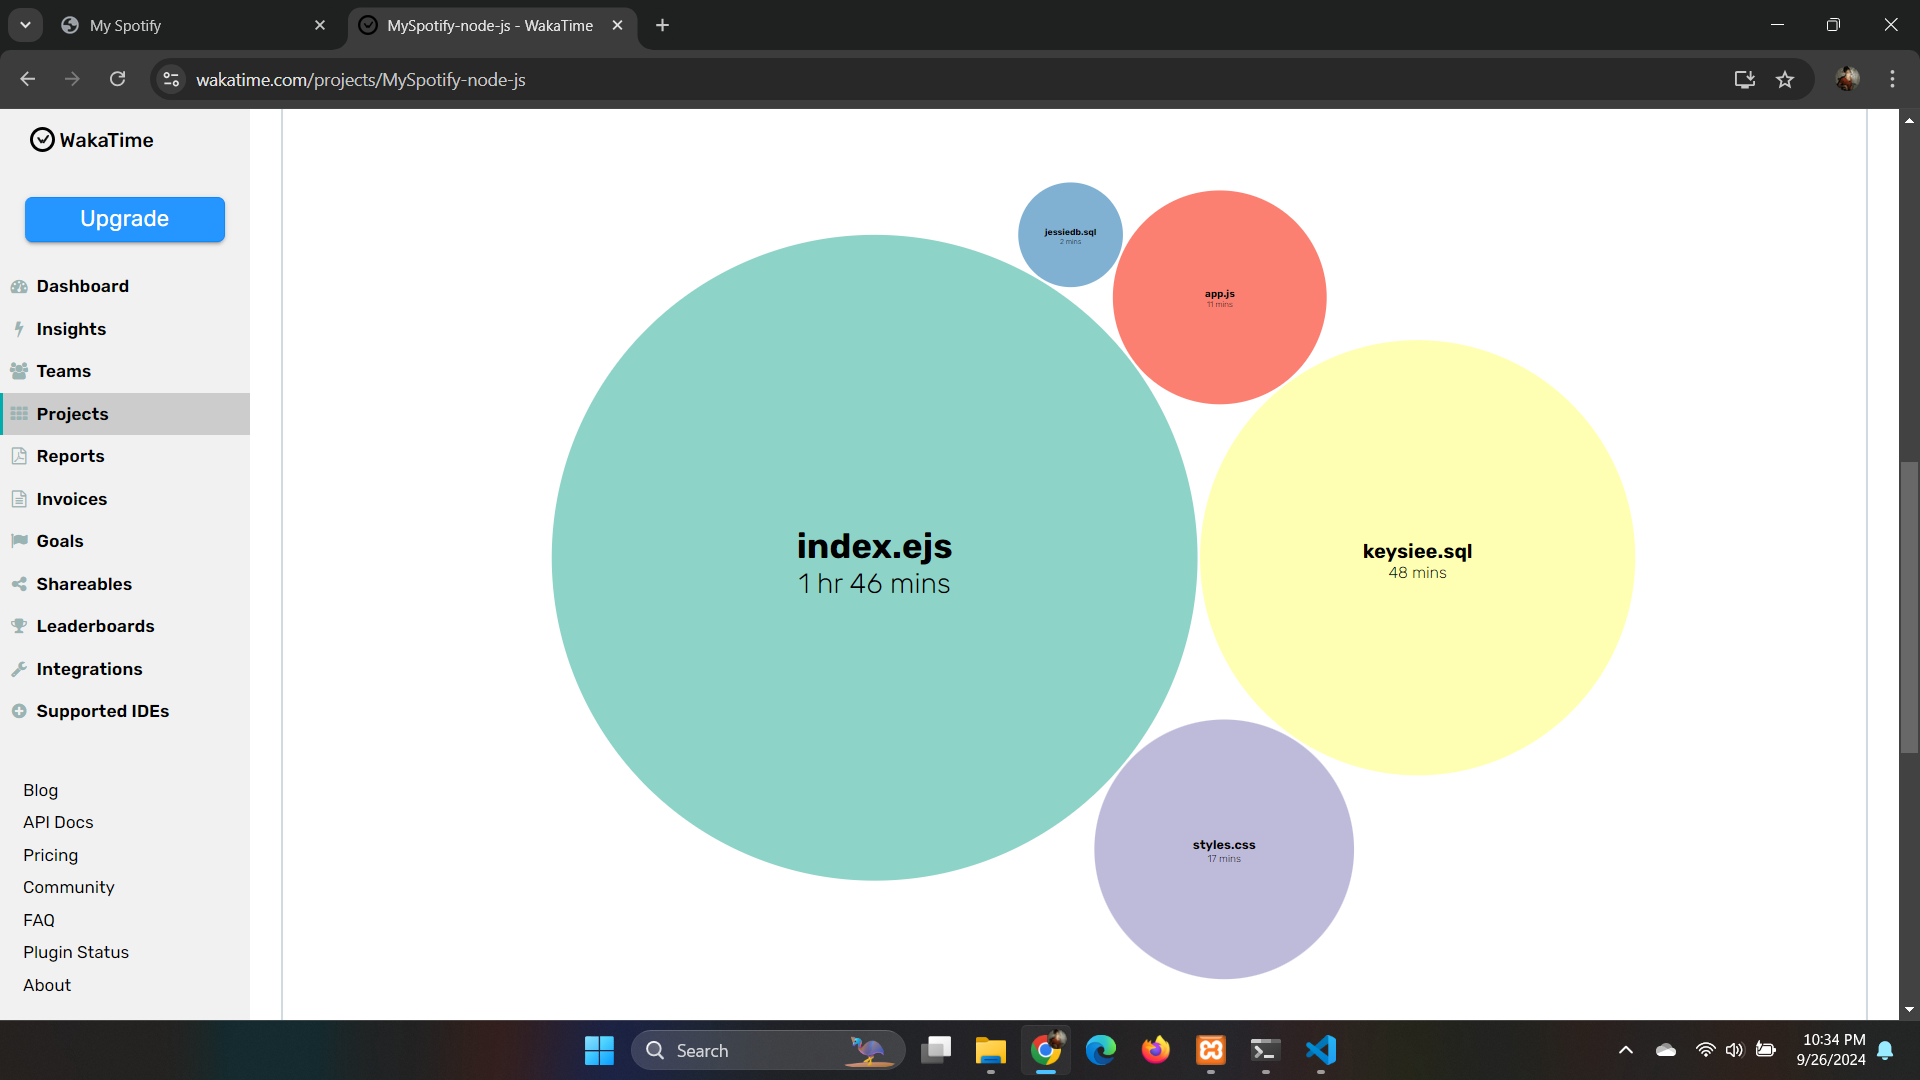 My Spotify
MySpotify-node-js - WakaTime
wakatime.com/projects/MySpotify-node-js
WakaTime
Upgrade
Dashboard
Insights
Teams
Projects
Reports
Invoices
Goals
Shareables
Leaderboards
Integrations
Supported IDEs
Blog
API Docs
Pricing
Community
FAQ
Plugin Status
About
jessiedb.sql
2 mins
app.js
11 mins
index.ejs
1 hr 46 mins
keysiee.sql
48 mins
styles.css
17 mins
Search
10:34 PM
9/26/2024